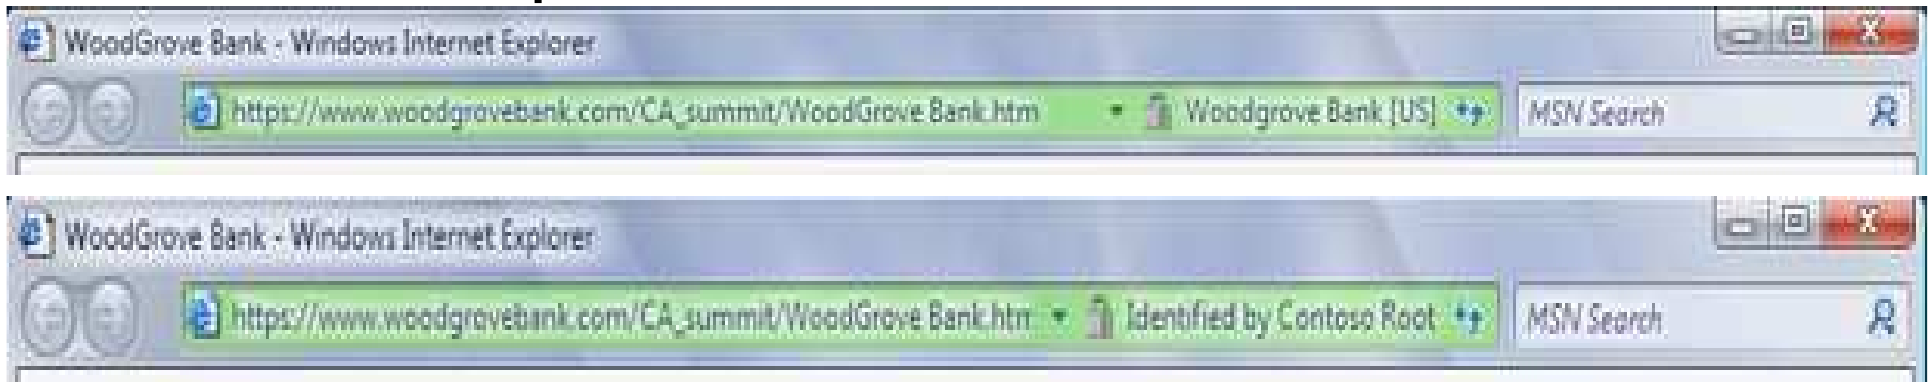 WoodGrove Bank - Windows Internet Explorer
https://www.woodgrovebank.com/CA_summit/WoodGrove Bank.htm Woodgrove Bank [US] MSN Search
WoodGrove Bank - Windows Internet Explorer
https://www.woodgrovebank.com/CA_summit/WoodGrove Bank.htr Identified by Contoso Root MSN Search